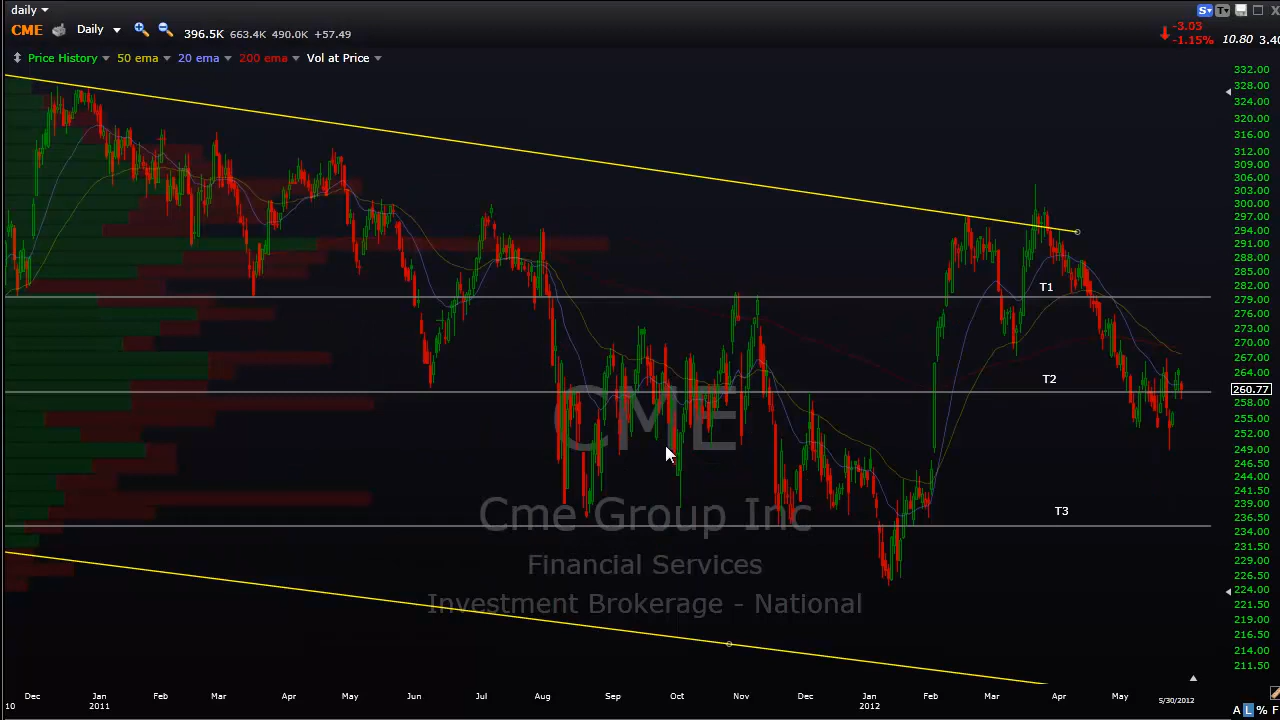 daily
CME Daily 396.5K 663.4K 490.0K +57.49
-3.03
-1.15% 10.80 3.40
S T X
Price History 50 ema 20 ema 200 ema Vol at Price
332.00
328.00
324.00
320.00
316.00
312.00
309.00
306.00
303.00
300.00
297.00
294.00
291.00
288.00
285.00
282.00
279.00
276.00
273.00
270.00
267.00
264.00
260.77
258.00
255.00
252.00
249.00
246.50
244.00
241.50
239.00
236.50
234.00
231.50
229.00
226.50
224.00
221.50
219.00
216.50
214.00
211.50
T1
T2
T3
CME
Cme Group Inc
Financial Services
Investment Brokerage - National
Dec Jan Feb Mar Apr May Jun Jul Aug Sep Oct Nov Dec Jan Feb Mar Apr May
10 2011 2012 5/30/2012
A L % F